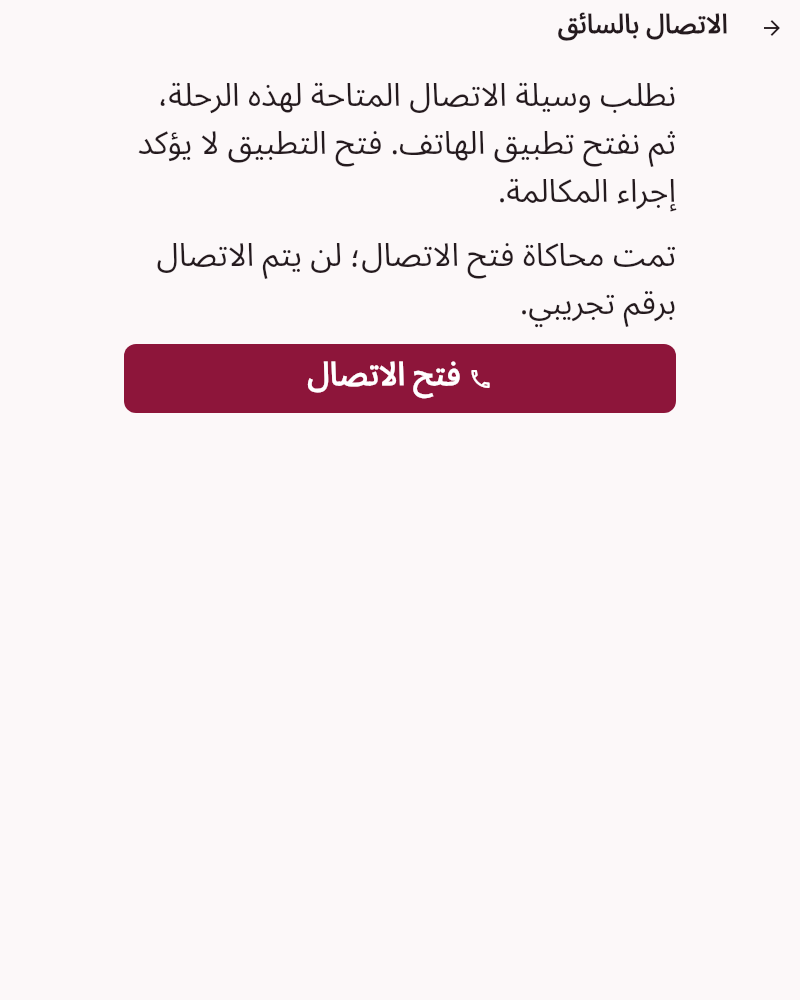 الاتصال بالسائق
نطلب وسيلة الاتصال المتاحة لهذه الرحلة،
ثم نفتح تطبيق الهاتف. فتح التطبيق لا يؤكد
إجراء المكالمة.
تمت محاكاة فتح الاتصال؛ لن يتم الاتصال
برقم تجريبي.
فتح الاتصال